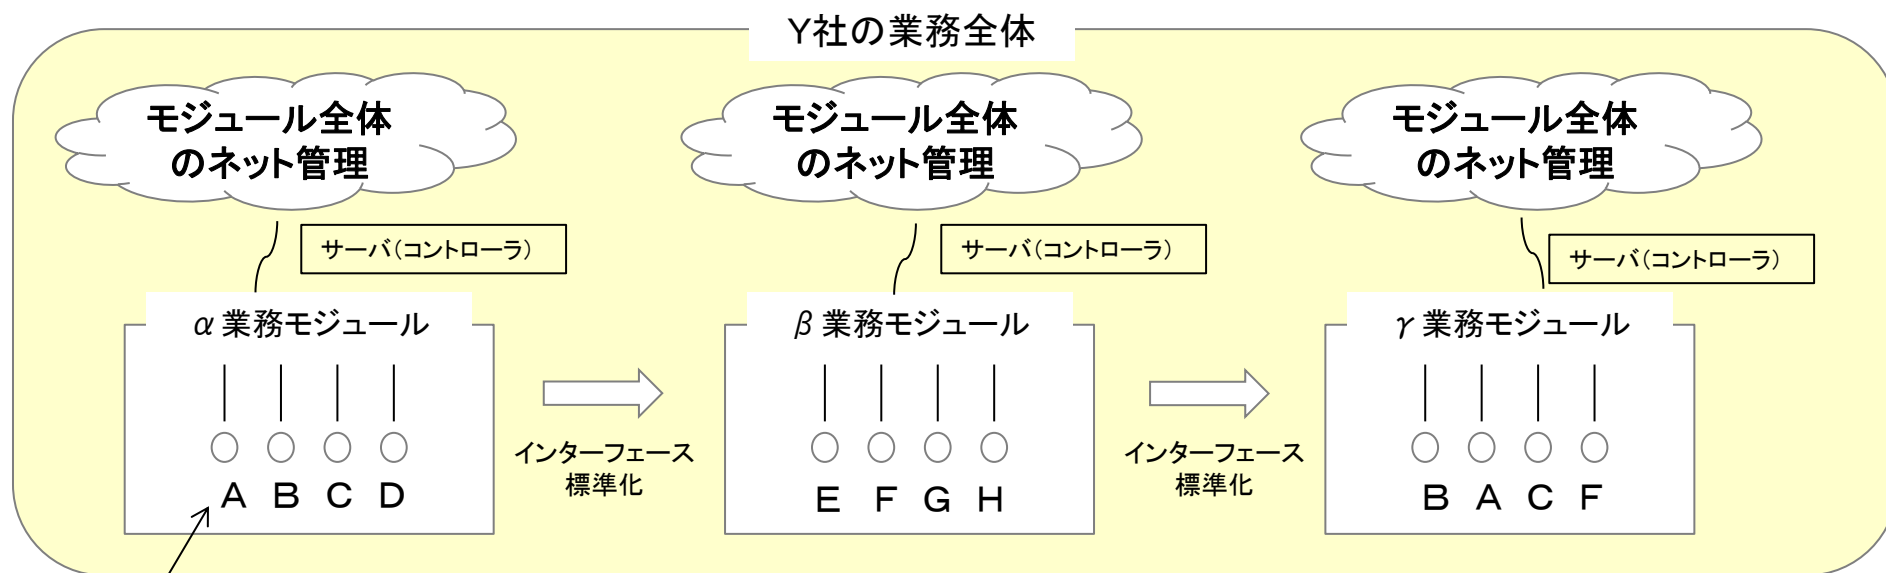 Y社の業務全体
モジュール全体
のネット管理
モジュール全体
のネット管理
モジュール全体
のネット管理
サーバ(コントローラ)
サーバ(コントローラ)
サーバ(コントローラ)
α 業務モジュール
β 業務モジュール
γ 業務モジュール
A B C D
インターフェース
標準化
E F G H
インターフェース
標準化
B A C F